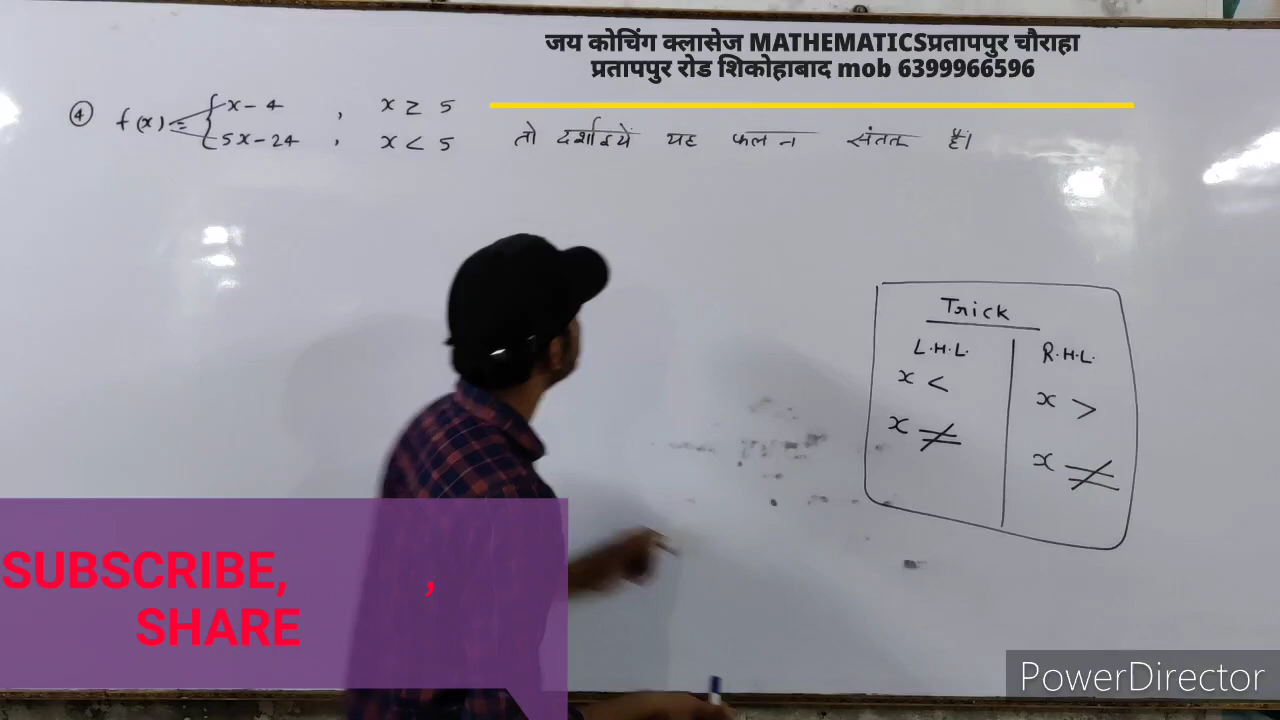 जय कोचिंग क्लासेज MATHEMATICSप्रतापपुर चौराहा
प्रतापपुर रोड शिकोहाबाद mob 6399966596
④ f(x) = { x - 4 , x ≥ 5
5x - 24 , x < 5 तो दर्शाइये यह फलन संतत है।
Trick
L.H.L. R.H.L.
x < x >
x ≠ x ≠
SUBSCRIBE, ,
SHARE
PowerDirector